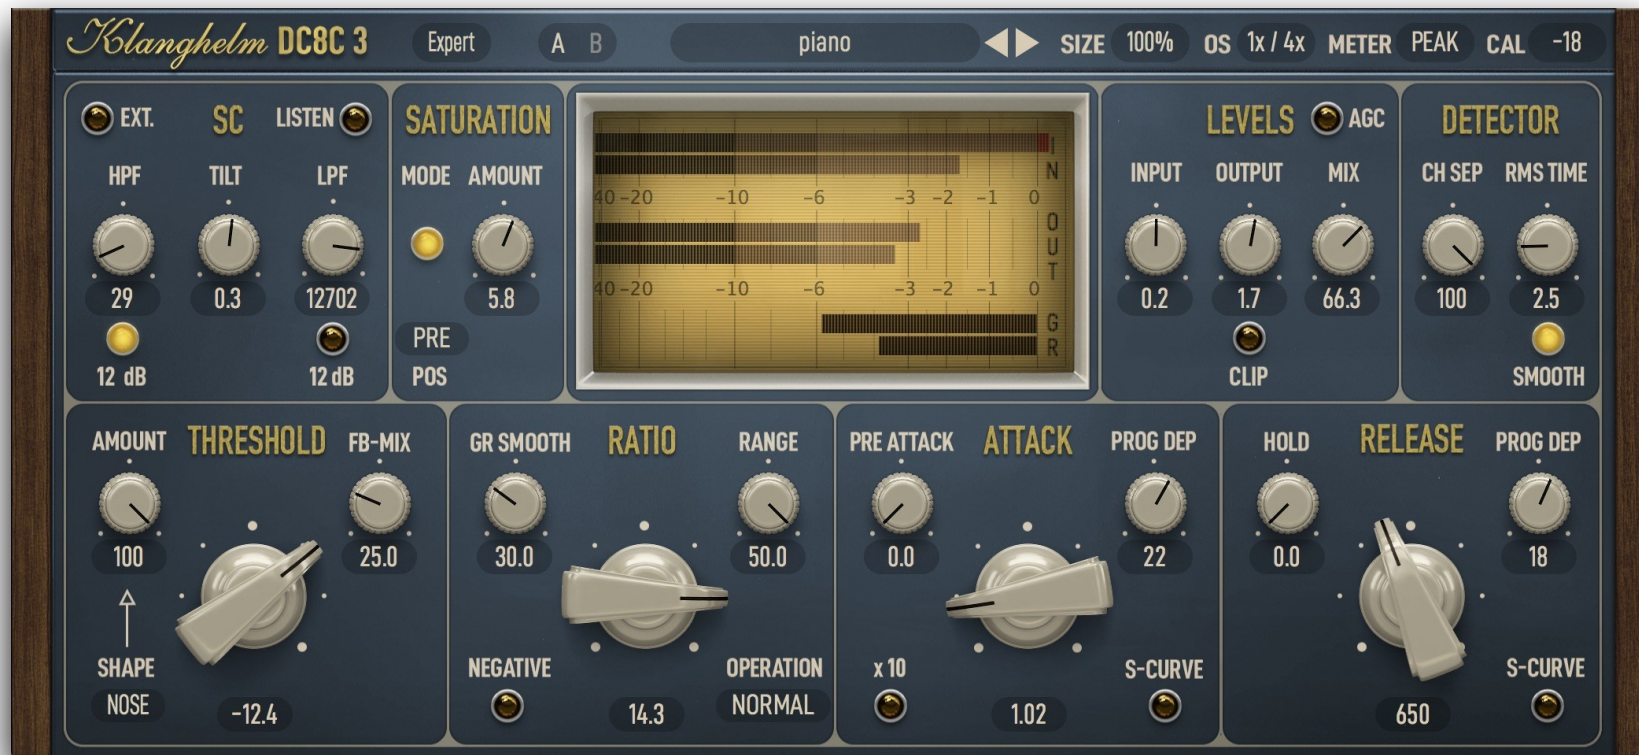 Klanghelm DC8C 3 Expert A B piano SIZE 100% OS 1x / 4x METER PEAK CAL -18
EXT. SC LISTEN
HPF TILT LPF
29 0.3 12702
12 dB 12 dB
SATURATION
MODE AMOUNT
5.8
PRE
POS
IN
40 -20 -10 -6 -3 -2 -1 0
OUT
40 -20 -10 -6 -3 -2 -1 0
GR
LEVELS AGC
INPUT OUTPUT MIX
0.2 1.7 66.3
CLIP
DETECTOR
CH SEP RMS TIME
100 2.5
SMOOTH
AMOUNT THRESHOLD FB-MIX
100 25.0
SHAPE
NOSE -12.4
GR SMOOTH RATIO RANGE
30.0 50.0
NEGATIVE OPERATION
14.3 NORMAL
PRE ATTACK ATTACK PROG DEP
0.0 22
x 10 S-CURVE
1.02
HOLD RELEASE PROG DEP
0.0 18
S-CURVE
650